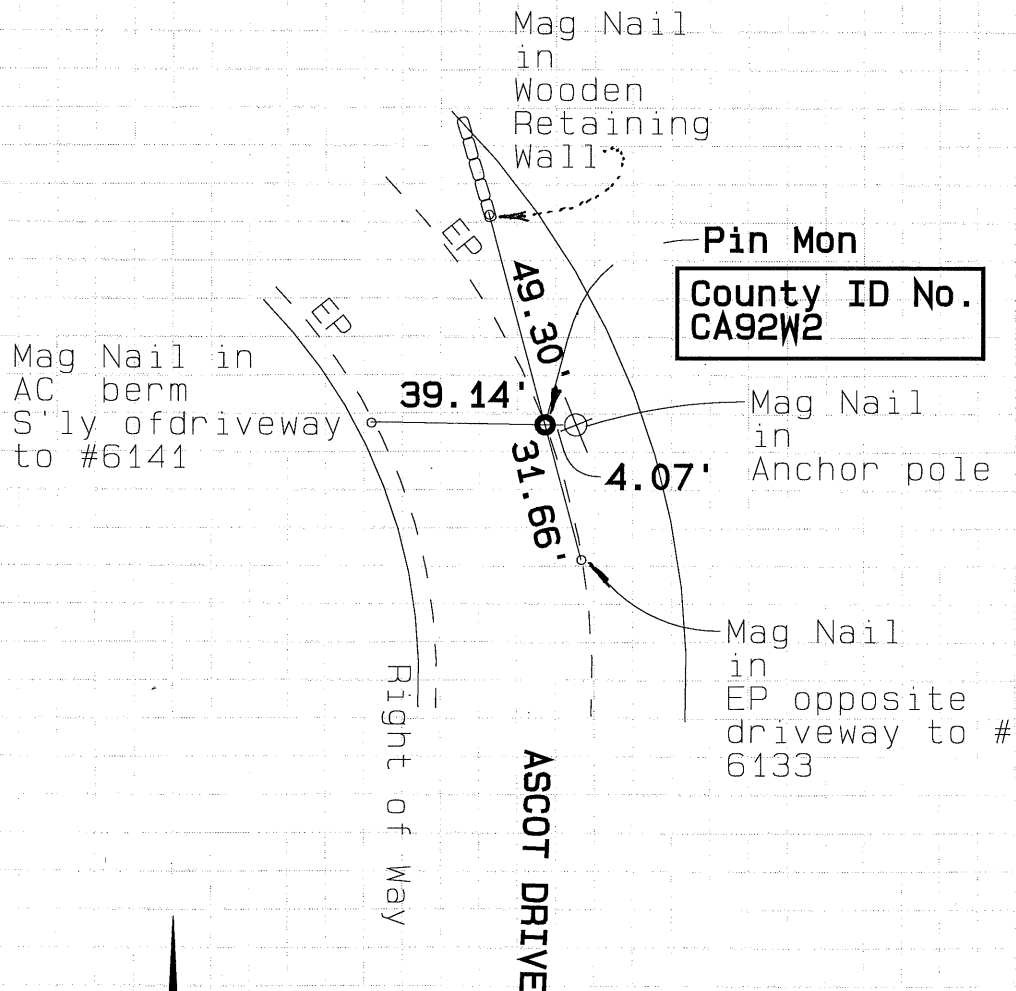 Mag Nail
in
Wooden
Retaining
Wall
EP
Pin Mon
County ID No.
CA92W2
EP
49.30'
Mag Nail in
AC berm
S'ly ofdriveway
to #6141
39.14'
Mag Nail
in
Anchor pole
4.07'
31.66'
Mag Nail
in
EP opposite
driveway to #
6133
Right of Way
ASCOT DRIVE